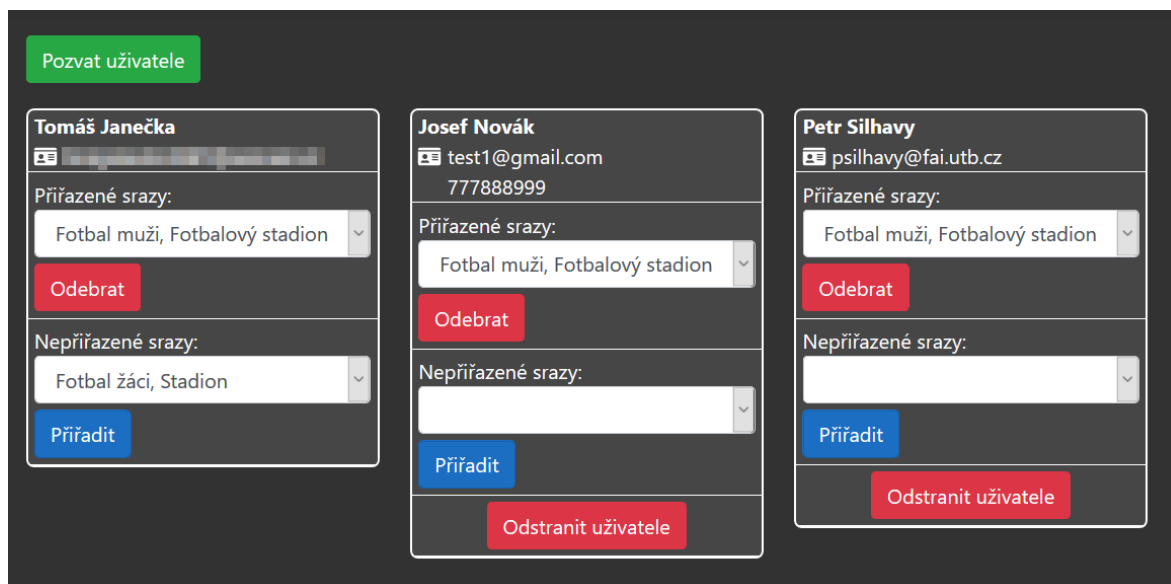 Pozvat uživatele
Tomáš Janečka
Přiřazené srazy:
Fotbal muži, Fotbalový stadion
Odebrat
Nepřiřazené srazy:
Fotbal žáci, Stadion
Přiřadit
Josef Novák
test1@gmail.com
777888999
Přiřazené srazy:
Fotbal muži, Fotbalový stadion
Odebrat
Nepřiřazené srazy:
Přiřadit
Odstranit uživatele
Petr Silhavy
psilhavy@fai.utb.cz
Přiřazené srazy:
Fotbal muži, Fotbalový stadion
Odebrat
Nepřiřazené srazy:
Přiřadit
Odstranit uživatele